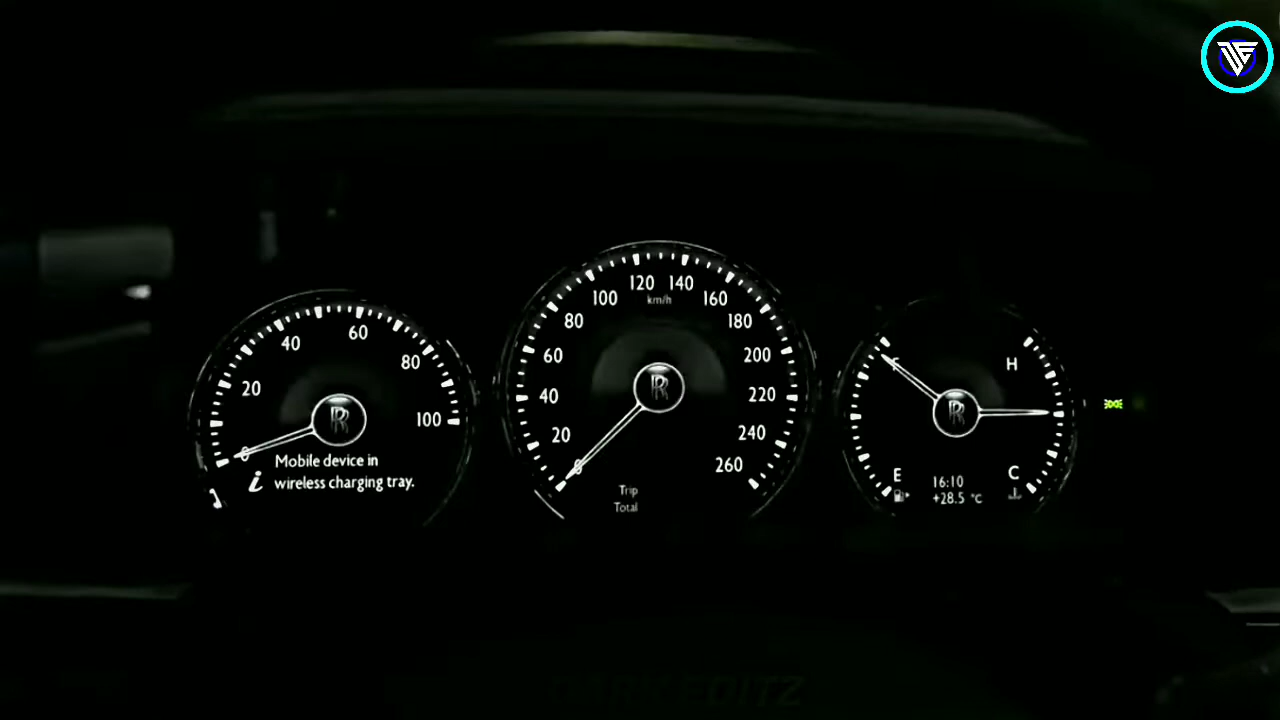 0
20
40
60
80
100
Mobile device in
wireless charging tray.
0
20
40
60
80
100
120
140
160
180
200
220
240
260
km/h
Trip
Total
F
E
H
C
16:10
+28.5 °C